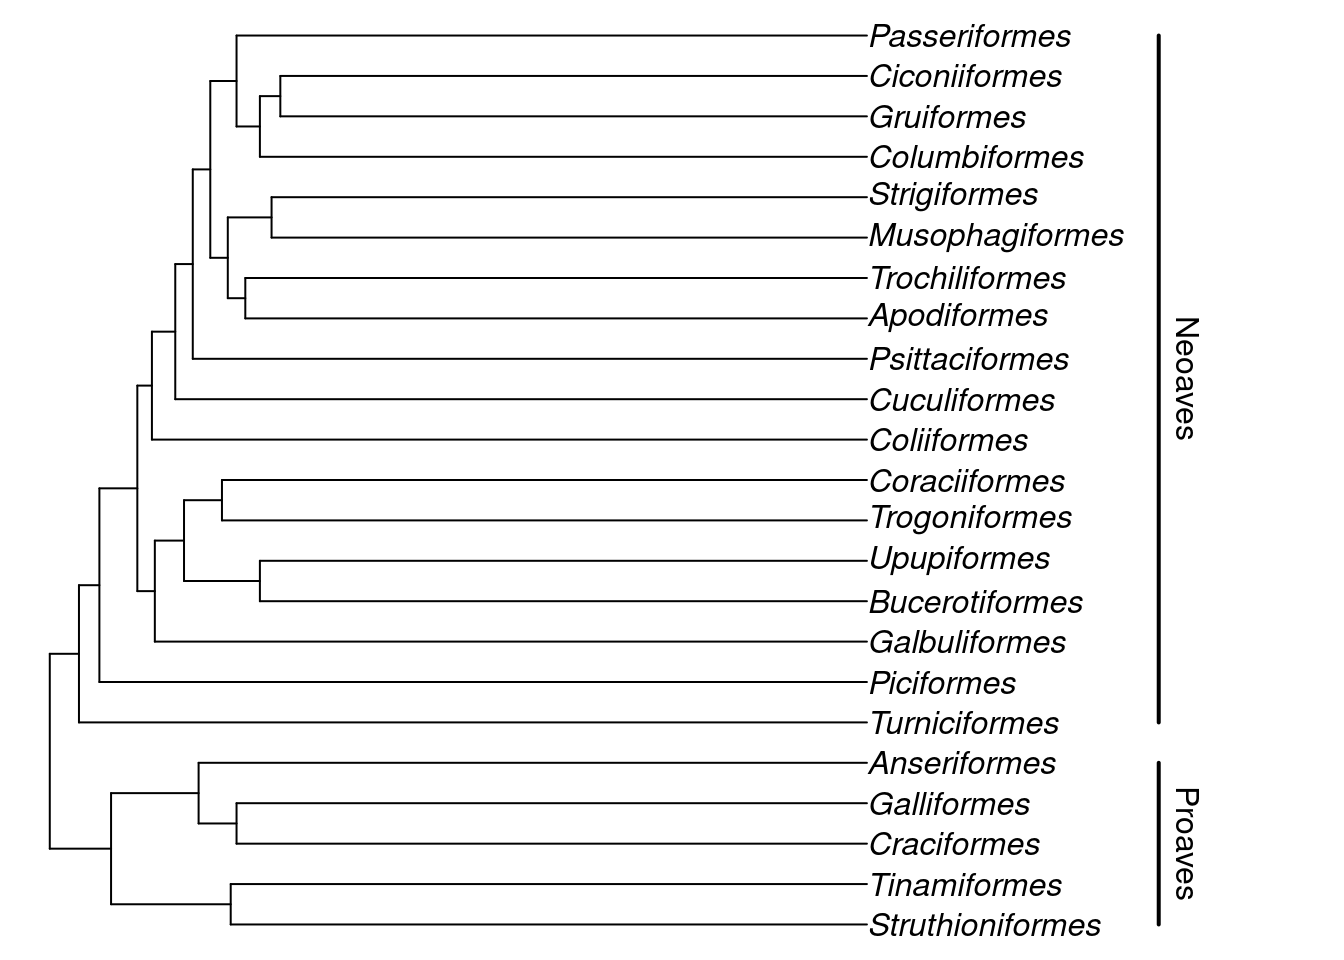 Passeriformes
Ciconiiformes
Gruiformes
Columbiformes
Strigiformes
Musophagiformes
Trochiliformes
Apodiformes
Psittaciformes
Cuculiformes
Coliiformes
Coraciiformes
Trogoniformes
Upupiformes
Bucerotiformes
Galbuliformes
Piciformes
Turniciformes
Anseriformes
Galliformes
Craciformes
Tinamiformes
Struthioniformes
Neoaves
Proaves